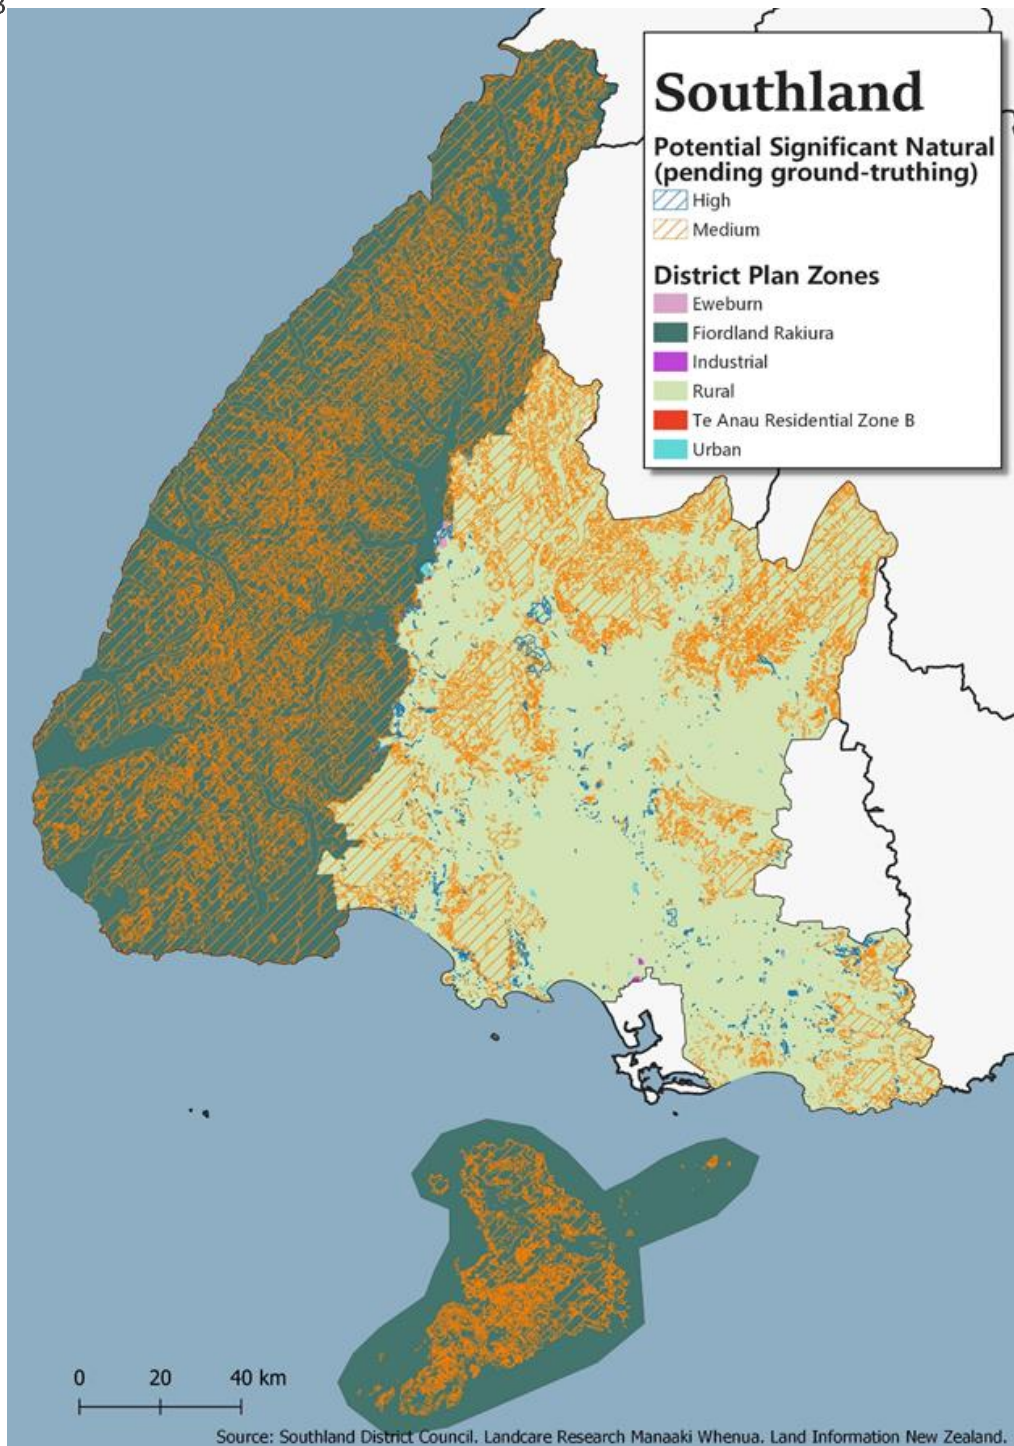 Southland
Potential Significant Natural
(pending ground-truthing)
High
Medium
District Plan Zones
Eweburn
Fiordland Rakiura
Industrial
Rural
Te Anau Residential Zone B
Urban
0 20 40 km
Source: Southland District Council. Landcare Research Manaaki Whenua. Land Information New Zealand.